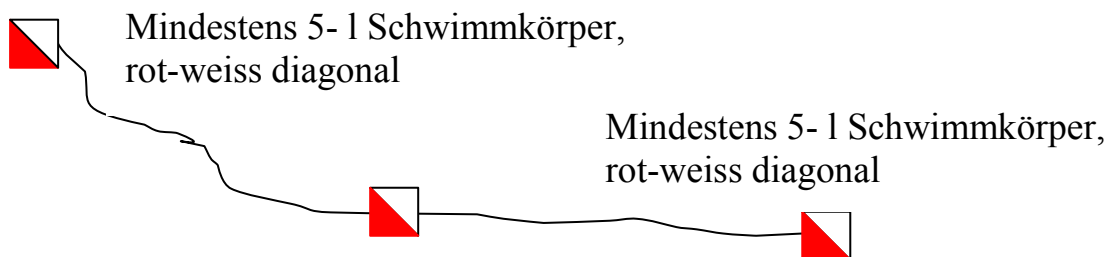 Mindestens 5- l Schwimmkörper,
rot-weiss diagonal
Mindestens 5- l Schwimmkörper,
rot-weiss diagonal